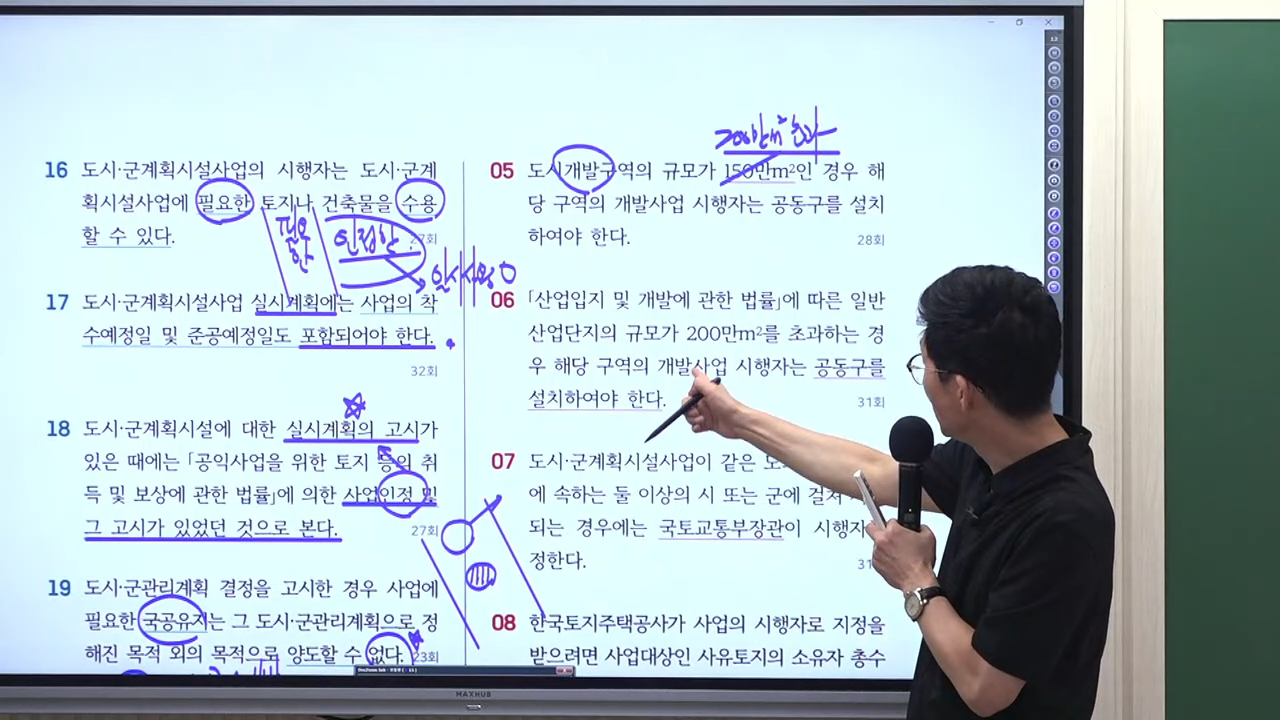 16 도시·군계획시설사업의 시행자는 도시·군계
획시설사업에 필요한 토지나 건축물을 수용
할 수 있다.
22회
필요
한
인접한
일시사용 O
17 도시·군계획시설사업 실시계획에는 사업의 착
수예정일 및 준공예정일도 포함되어야 한다.
32회
18 도시·군계획시설에 대한 실시계획의 고시가
있은 때에는 「공익사업을 위한 토지 등의 취
득 및 보상에 관한 법률」에 의한 사업인정 및
그 고시가 있었던 것으로 본다.
27회
19 도시·군관리계획 결정을 고시한 경우 사업에
필요한 국공유지는 그 도시·군관리계획으로 정
해진 목적 외의 목적으로 양도할 수 없다. 23회
200만m² 초과
05 도시개발구역의 규모가 150만m²인 경우 해
당 구역의 개발사업 시행자는 공동구를 설치
하여야 한다.
28회
06 「산업입지 및 개발에 관한 법률」에 따른 일반
산업단지의 규모가 200만m²를 초과하는 경
우 해당 구역의 개발사업 시행자는 공동구를
설치하여야 한다.
31회
07 도시·군계획시설사업이 같은
에 속하는 둘 이상의 시 또는 군에 걸쳐
되는 경우에는 국토교통부장관이 시행자
정한다.
08 한국토지주택공사가 사업의 시행자로 지정을
받으려면 사업대상인 사유토지의 소유자 총수
MAXHUB